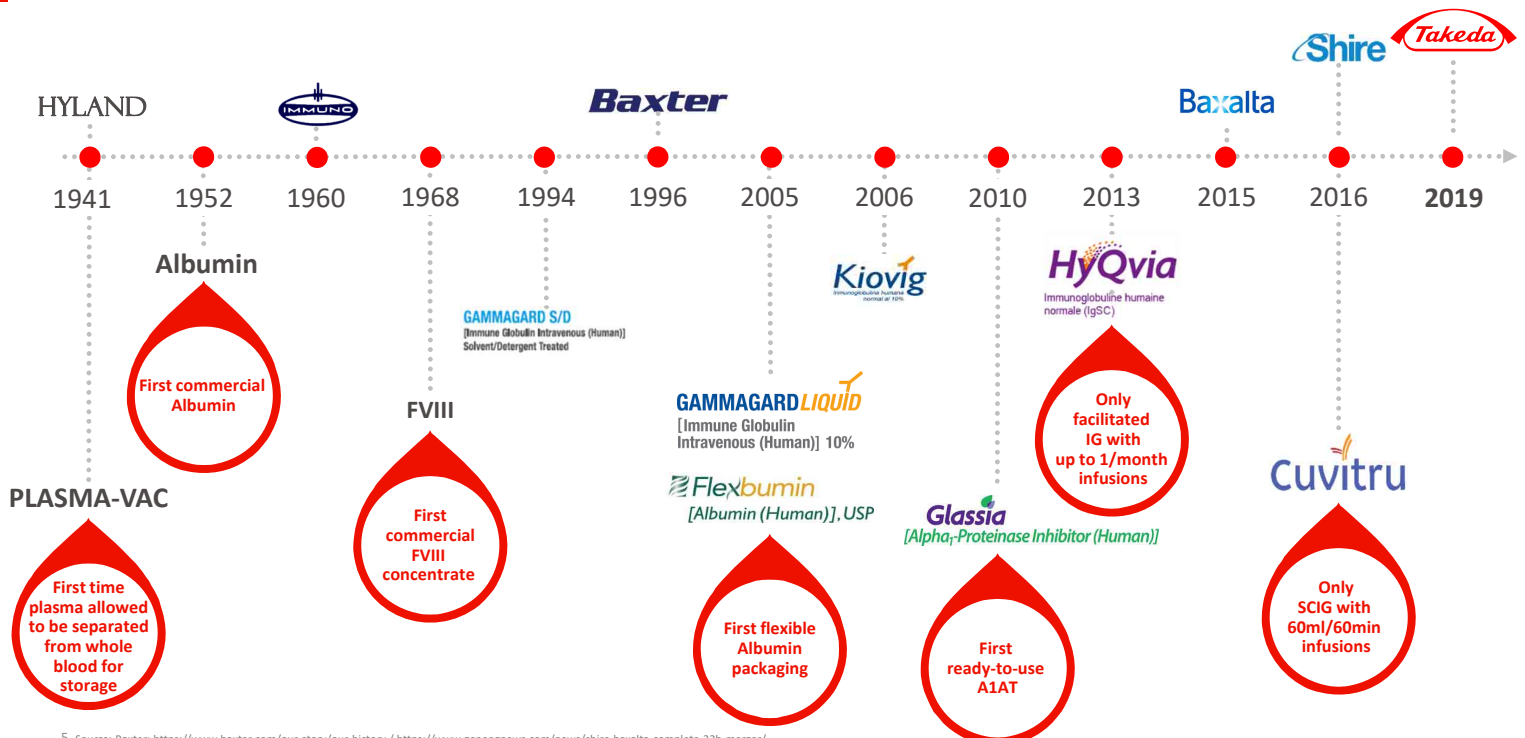 Takeda
Shire
HYLAND
IMMUNO
Baxter
Baxalta
1941
1952
1960
1968
1994
1996
2005
2006
2010
2013
2015
2016
2019
Albumin
First commercial
Albumin
PLASMA-VAC
First time
plasma allowed
to be separated
from whole
blood for
storage
FVIII
First
commercial
FVIII
concentrate
GAMMAGARD S/D
[Immune Globulin Intravenous (Human)]
Solvent/Detergent Treated
GAMMAGARD LIQUID
[Immune Globulin
Intravenous (Human)] 10%
Flexbumin
[Albumin (Human)], USP
First flexible
Albumin
packaging
Kiovig
Glassia
[Alpha₁-Proteinase Inhibitor (Human)]
First
ready-to-use
A1AT
HyQvia
Immunoglobuline humaine
normale (IgSC)
Only
facilitated
IG with
up to 1/month
infusions
Cuvitru
Only
SCIG with
60ml/60min
infusions